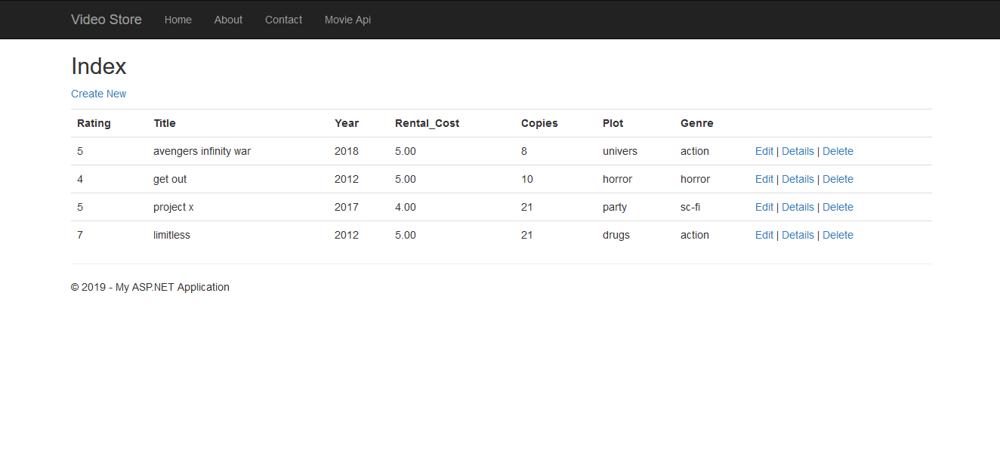 Video Store Home About Contact Movie Api
Index
Create New
Rating Title Year Rental_Cost Copies Plot Genre
5 avengers infinity war 2018 5.00 8 univers action Edit | Details | Delete
4 get out 2012 5.00 10 horror horror Edit | Details | Delete
5 project x 2017 4.00 21 party sc-fi Edit | Details | Delete
7 limitless 2012 5.00 21 drugs action Edit | Details | Delete
© 2019 - My ASP.NET Application